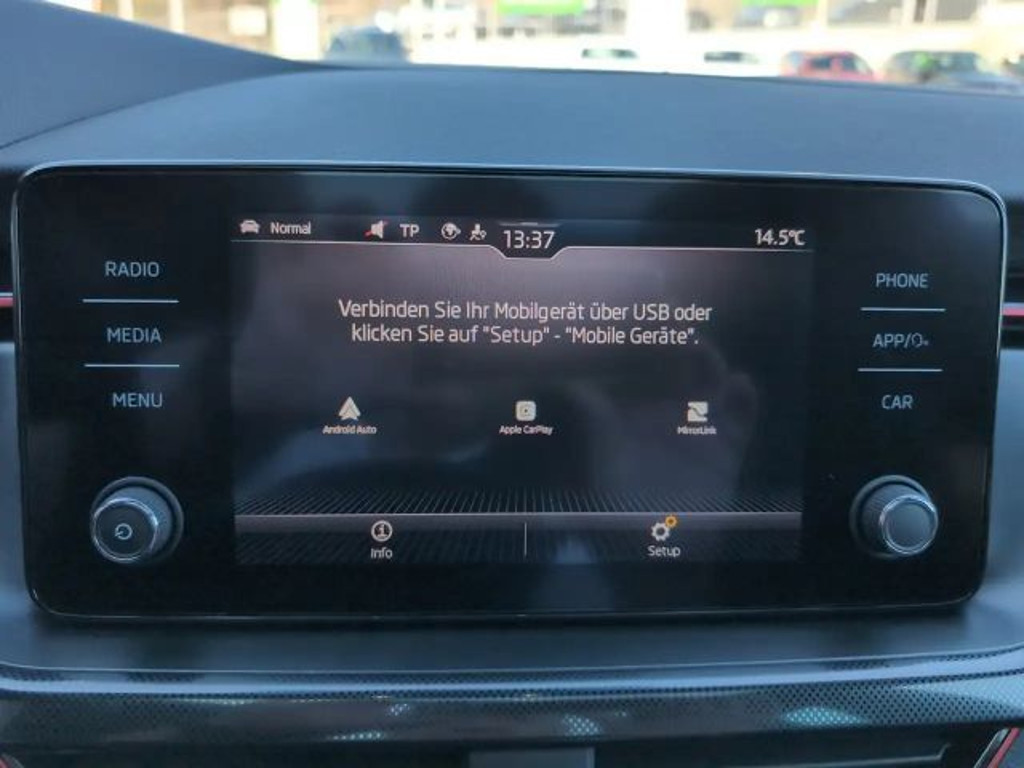 Normal TP 13:37 14.5°C
RADIO
MEDIA
MENU
Verbinden Sie Ihr Mobilgerät über USB oder
klicken Sie auf "Setup" - "Mobile Geräte".
Android Auto Apple CarPlay MirrorLink
Info Setup
PHONE
APP/
CAR